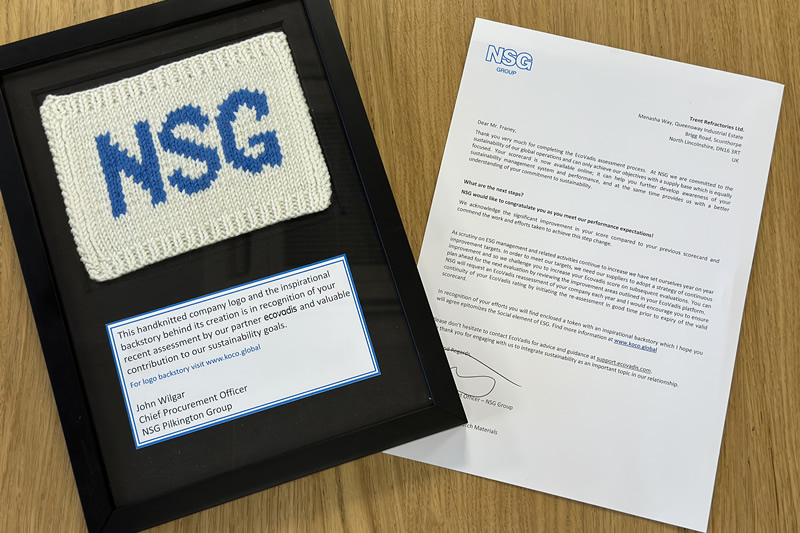 NSG
This handknitted company logo and the inspirational
backstory behind its creation is in recognition of your
recent assessment by our partner ecovadis and valuable
contribution to our sustainability goals.
For logo backstory visit www.koco.global
John Wilgar
Chief Procurement Officer
NSG Pilkington Group
NSG
GROUP
Trent Refractories Ltd.
Menasha Way, Queensway Industrial Estate
Brigg Road, Scunthorpe
North Lincolnshire, DN16 3RT
UK
Dear Mr. Franey,
Thank you very much for completing the EcoVadis assessment process. At NSG we are committed to the
sustainability of our global operations and can only achieve our objectives with a supply base which is equally
focused. Your scorecard is now available online; it can help you further develop awareness of your
sustainability management system and performance, and at the same time provides us with a better
understanding of your commitment to sustainability.
What are the next steps?
NSG would like to congratulate you as you meet our performance expectations!
We acknowledge the significant improvement in your score compared to your previous scorecard and
commend the work and efforts taken to achieve this step change.
As scrutiny on ESG management and related activities continue to increase we have set ourselves year on year
improvement targets. In order to meet our targets, we need our suppliers to adopt a strategy of continuous
improvement and so we challenge you to increase your EcoVadis score on subsequent evaluations. You can
plan ahead for the next evaluation by reviewing the improvement areas outlined in your EcoVadis platform.
NSG will request an EcoVadis reassessment of your company each year and I would encourage you to ensure
continuity of your EcoVadis rating by initiating the re-assessment in good time prior to expiry of the valid
scorecard.
In recognition of your efforts you will find enclosed a token with an inspirational backstory which I hope you
will agree epitomizes the Social element of ESG. Find more information at www.koco.global
don't hesitate to contact EcoVadis for advice and guidance at support.ecovadis.com.
thank you for engaging with us to integrate sustainability as an important topic in our relationship.
Regards
Officer – NSG Group
Materials